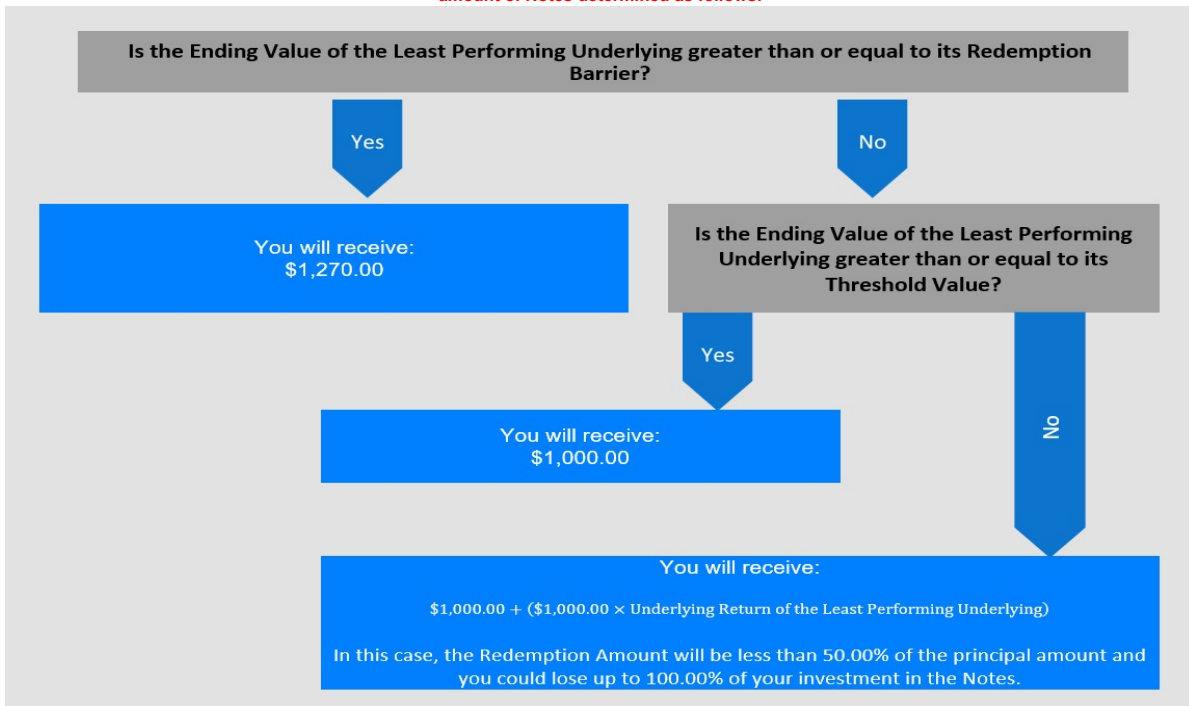 Is the Ending Value of the Least Performing Underlying greater than or equal to its Redemption
Barrier?
Yes
No
You will receive:
$1,270.00
Is the Ending Value of the Least Performing
Underlying greater than or equal to its
Threshold Value?
Yes
No
You will receive:
$1,000.00
You will receive:
$1,000.00 + ($1,000.00 × Underlying Return of the Least Performing Underlying)
In this case, the Redemption Amount will be less than 50.00% of the principal amount and
you could lose up to 100.00% of your investment in the Notes.